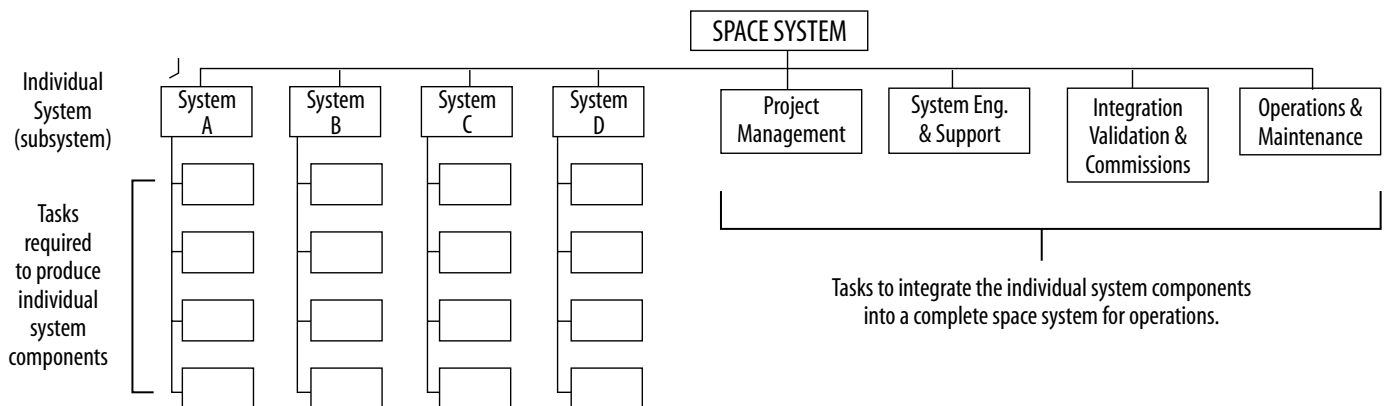 SPACE SYSTEM
Individual
System
(subsystem)
System
A
System
B
System
C
System
D
Project
Management
System Eng.
& Support
Integration
Validation &
Commissions
Operations &
Maintenance
Tasks
required
to produce
individual
system
components
Tasks to integrate the individual system components
into a complete space system for operations.